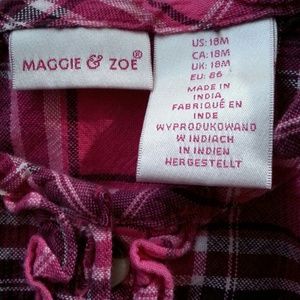 MAGGIE & ZOË®
US: 18M
CA: 18M
UK: 18M
EU: 86
MADE IN
INDIA
FABRIQUÉ EN
INDE
WYPRODUKOWANO
W INDIACH
IN INDIEN
HERGESTELLT